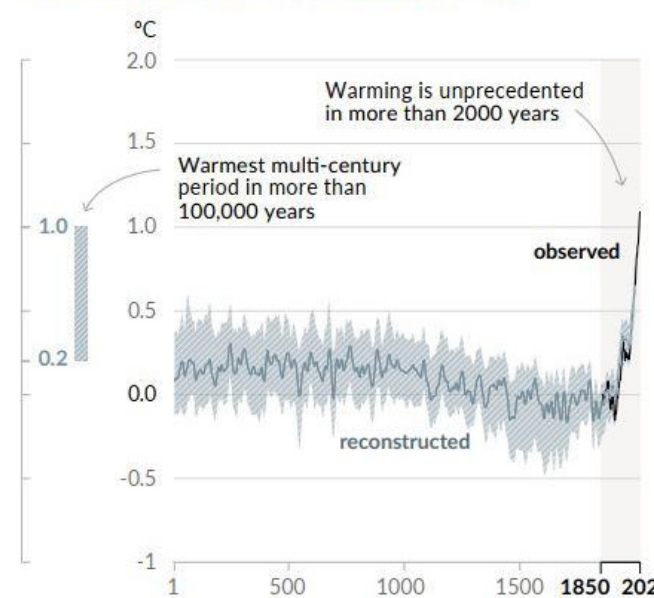 °C
2.0
Warming is unprecedented
in more than 2000 years
1.5
Warmest multi-century
period in more than
100,000 years
1.0
1.0
observed
0.5
0.2
0.0
reconstructed
-0.5
-1
1 500 1000 1500 1850 202